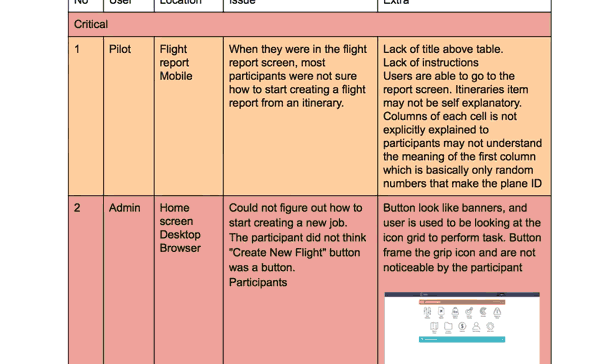 No User Location Issue Extra
Critical
1 Pilot Flight report Mobile
When they were in the flight
report screen, most
participants were not sure
how to start creating a flight
report from an itinerary.
Lack of title above table.
Lack of instructions
Users are able to go to the
report screen. Itineraries item
may not be self explanatory.
Columns of each cell is not
explicitly explained to
participants may not understand
the meaning of the first column
which is basically only random
numbers that make the plane ID
2 Admin Home screen Desktop Browser
Could not figure out how to
start creating a new job.
The participant did not think
"Create New Flight" button
was a button.
Participants
Button look like banners, and
user is used to be looking at the
icon grid to perform task. Button
frame the grip icon and are not
noticeable by the participant